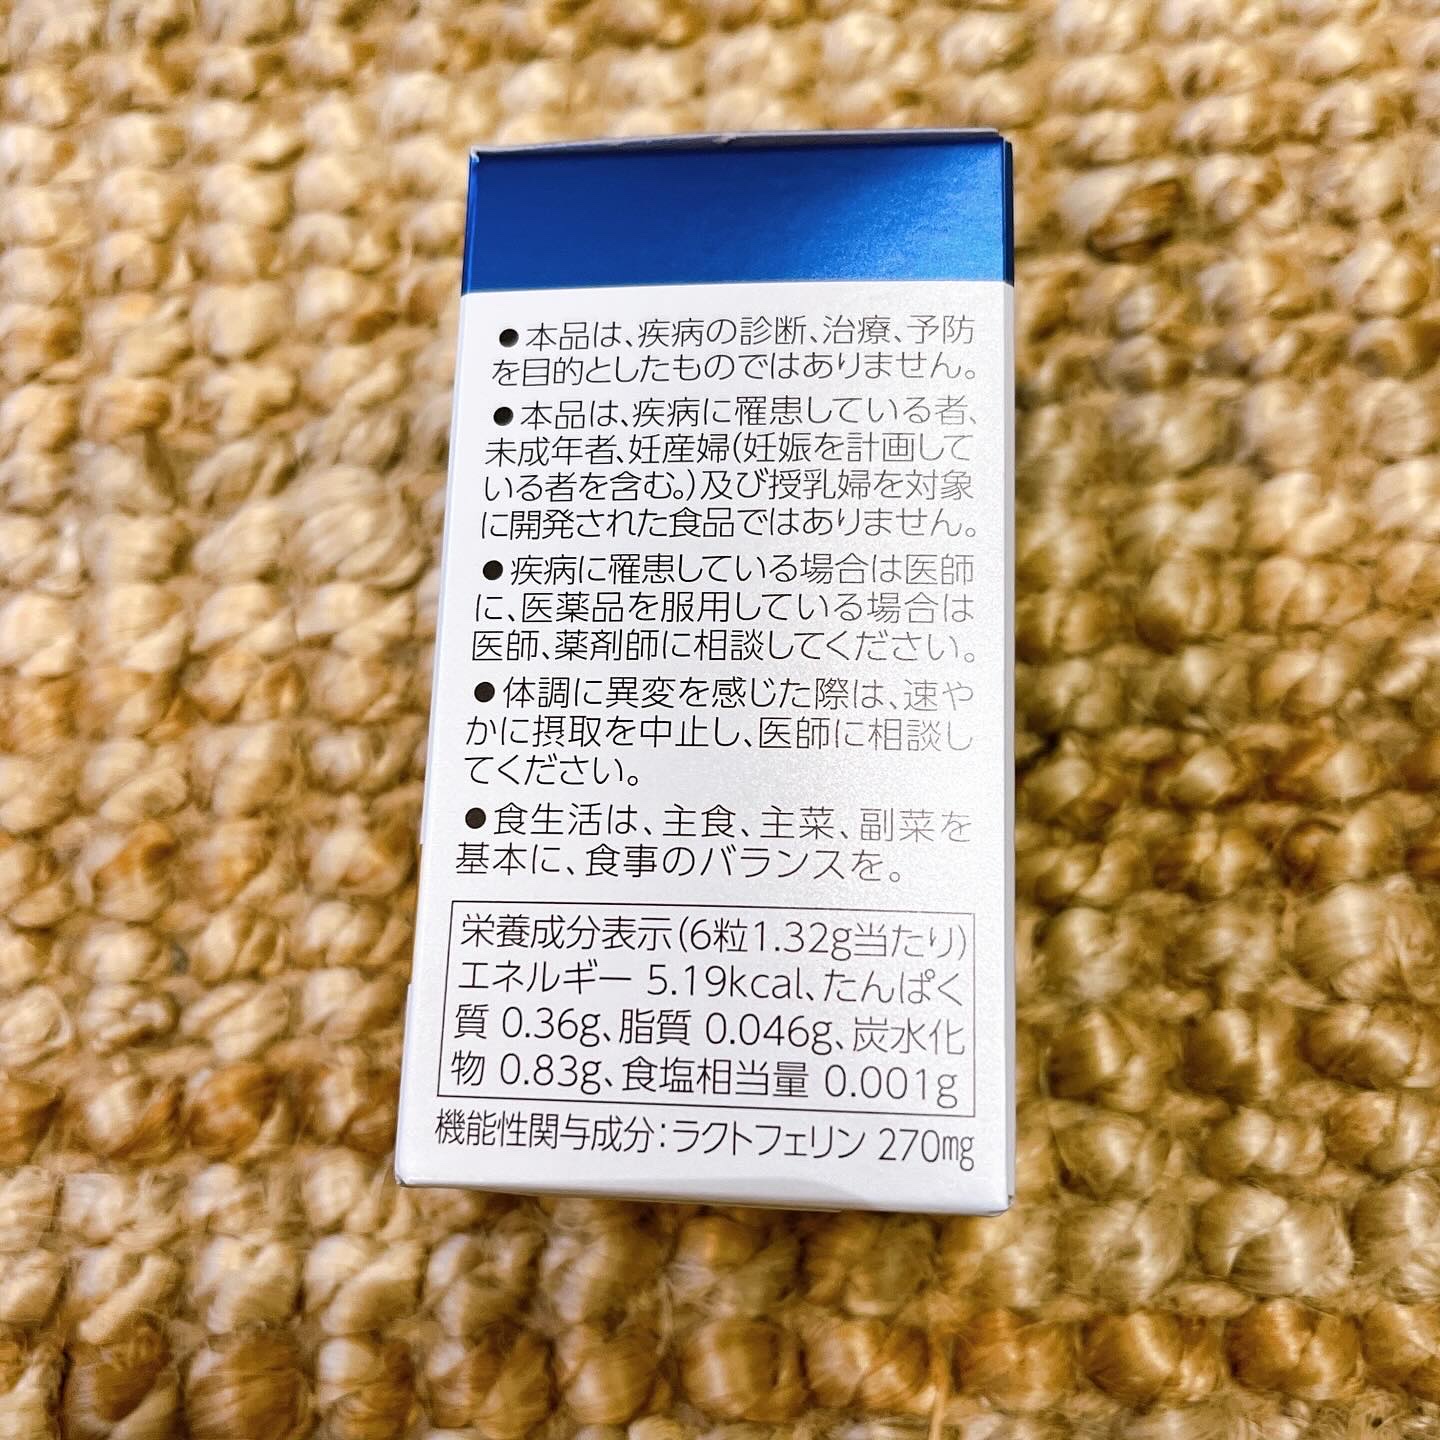 ●本品は、疾病の診断、治療、予防
を目的としたものではありません。
●本品は、疾病に罹患している者、
未成年者、妊産婦(妊娠を計画して
いる者を含む。)及び授乳婦を対象
に開発された食品ではありません。
●疾病に罹患している場合は医師
に、医薬品を服用している場合は
医師、薬剤師に相談してください。
●体調に異変を感じた際は、速や
かに摂取を中止し、医師に相談し
てください。
●食生活は、主食、主菜、副菜を
基本に、食事のバランスを。
栄養成分表示(6粒1.32g当たり)
エネルギー 5.19kcal、たんぱく
質 0.36g、脂質 0.046g、炭水化
物 0.83g、食塩相当量 0.001g
機能性関与成分:ラクトフェリン 270mg